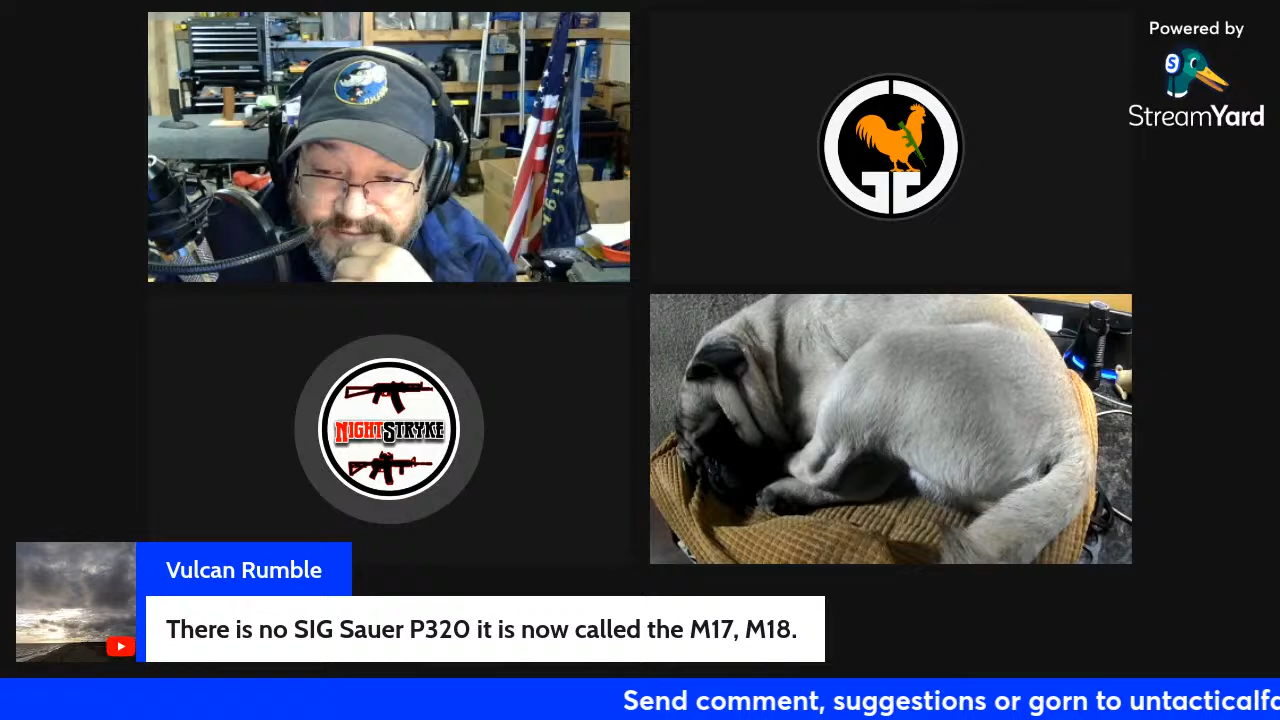 Powered by
StreamYard
NIGHTSTRYKE
Vulcan Rumble
There is no SIG Sauer P320 it is now called the M17, M18.
Send comment, suggestions or gorn to untacticalfa